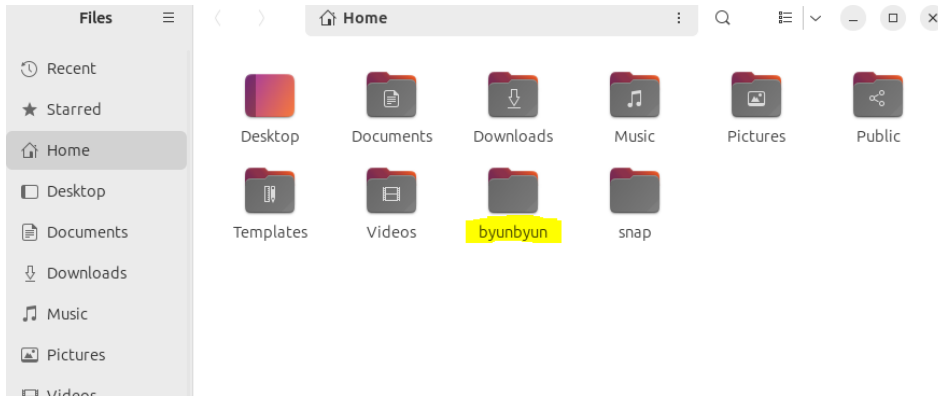 Files
Home
Recent
Starred
Home
Desktop
Documents
Downloads
Music
Pictures
Videos
Desktop Documents Downloads Music Pictures Public
Templates Videos byunbyun snap